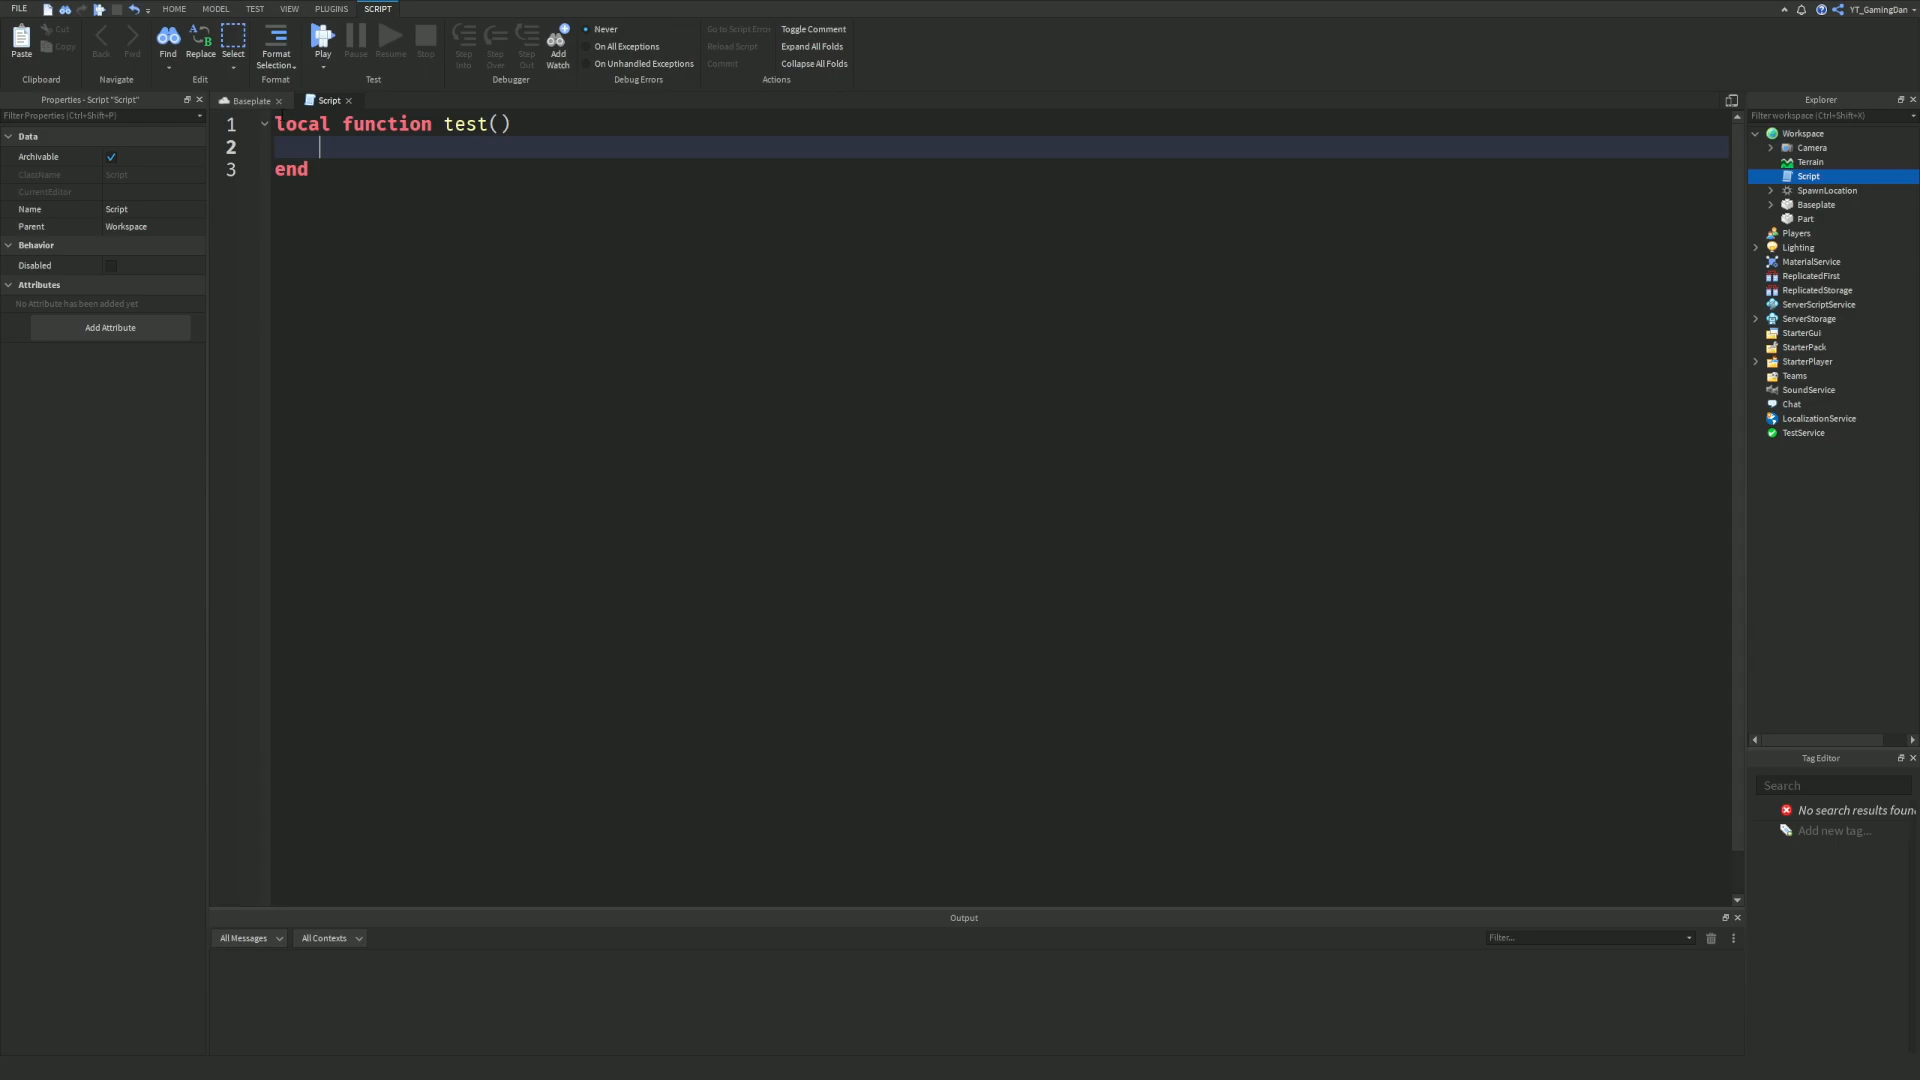 FILE HOME MODEL TEST VIEW PLUGINS SCRIPT YT_GamingDan
Paste Cut Copy Back Fwd Find Replace Select Format Selection Play Pause Resume Stop Step Into Step Over Step Out Add Watch
Never
On All Exceptions
On Unhandled Exceptions
Go to Script Error
Reload Script
Commit
Toggle Comment
Expand All Folds
Collapse All Folds
Clipboard Navigate Edit Format Test Debugger Debug Errors Actions
Properties - Script "Script"
Filter Properties (Ctrl+Shift+P)
Data
Archivable
ClassName Script
CurrentEditor
Name Script
Parent Workspace
Behavior
Disabled
Attributes
No Attribute has been added yet
Add Attribute
Baseplate Script
1 local function test()
2
3 end
Explorer
Filter workspace (Ctrl+Shift+X)
Workspace
Camera
Terrain
Script
SpawnLocation
Baseplate
Part
Players
Lighting
MaterialService
ReplicatedFirst
ReplicatedStorage
ServerScriptService
ServerStorage
StarterGui
StarterPack
StarterPlayer
Teams
SoundService
Chat
LocalizationService
TestService
Tag Editor
Search
No search results foun
Add new tag...
Output
All Messages All Contexts Filter...